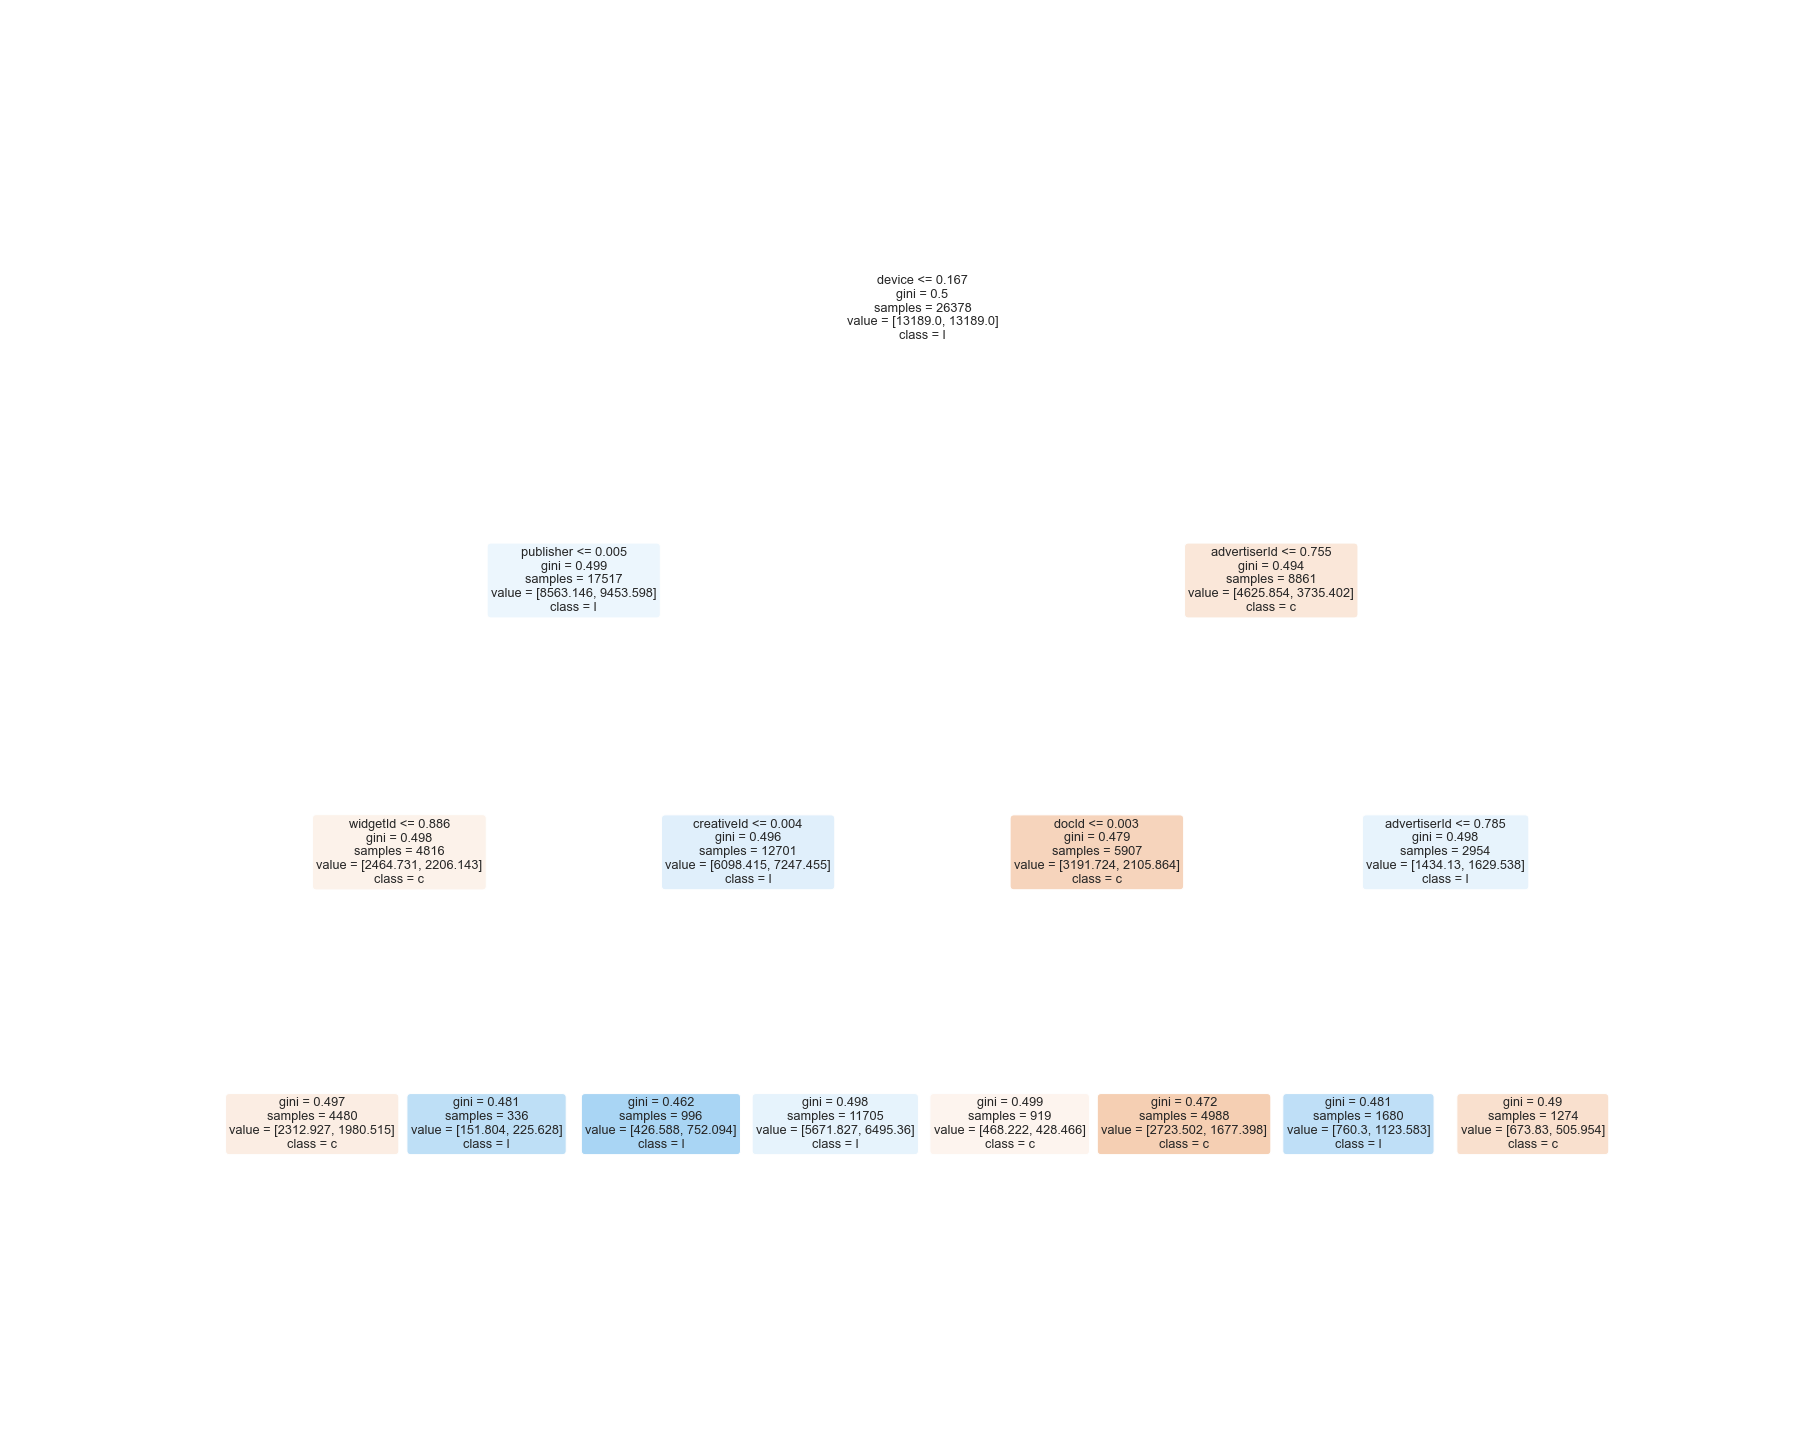 device <= 0.167
gini = 0.5
samples = 26378
value = [13189.0, 13189.0]
class = l
publisher <= 0.005
gini = 0.499
samples = 17517
value = [8563.146, 9453.598]
class = l
advertiserId <= 0.755
gini = 0.494
samples = 8861
value = [4625.854, 3735.402]
class = c
widgetId <= 0.886
gini = 0.498
samples = 4816
value = [2464.731, 2206.143]
class = c
creativeId <= 0.004
gini = 0.496
samples = 12701
value = [6098.415, 7247.455]
class = l
docId <= 0.003
gini = 0.479
samples = 5907
value = [3191.724, 2105.864]
class = c
advertiserId <= 0.785
gini = 0.498
samples = 2954
value = [1434.13, 1629.538]
class = l
gini = 0.497
samples = 4480
value = [2312.927, 1980.515]
class = c
gini = 0.481
samples = 336
value = [151.804, 225.628]
class = l
gini = 0.462
samples = 996
value = [426.588, 752.094]
class = l
gini = 0.498
samples = 11705
value = [5671.827, 6495.36]
class = l
gini = 0.499
samples = 919
value = [468.222, 428.466]
class = c
gini = 0.472
samples = 4988
value = [2723.502, 1677.398]
class = c
gini = 0.481
samples = 1680
value = [760.3, 1123.583]
class = l
gini = 0.49
samples = 1274
value = [673.83, 505.954]
class = c